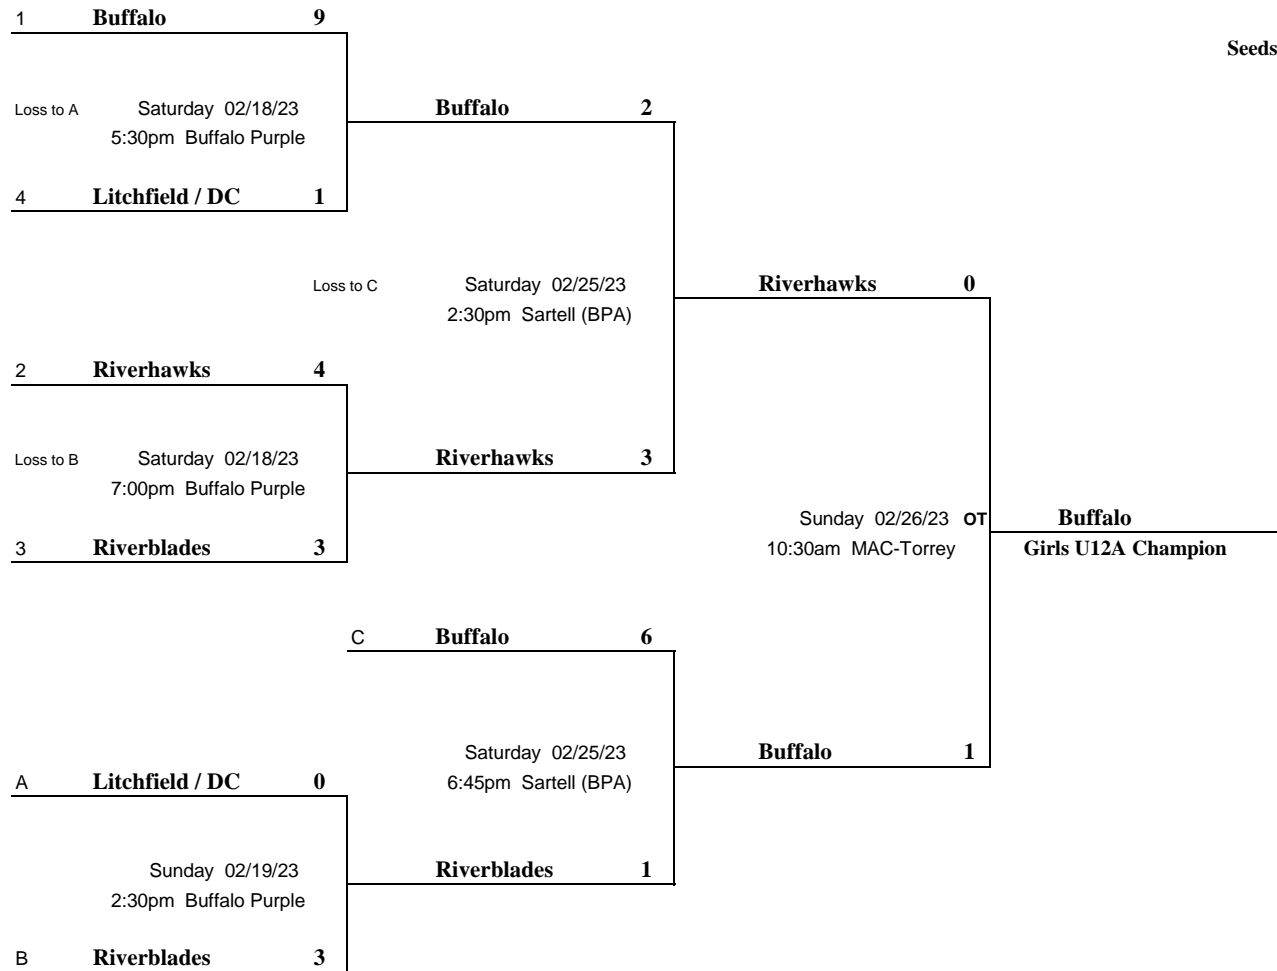 1 Buffalo 9
Seeds
Loss to A Saturday 02/18/23 Buffalo 2
5:30pm Buffalo Purple
4 Litchfield / DC 1
Loss to C Saturday 02/25/23 Riverhawks 0
2:30pm Sartell (BPA)
2 Riverhawks 4
Loss to B Saturday 02/18/23 Riverhawks 3
7:00pm Buffalo Purple
Sunday 02/26/23 OT Buffalo
3 Riverblades 3 10:30am MAC-Torrey Girls U12A Champion
C Buffalo 6
Saturday 02/25/23 Buffalo 1
A Litchfield / DC 0 6:45pm Sartell (BPA)
Sunday 02/19/23 Riverblades 1
2:30pm Buffalo Purple
B Riverblades 3